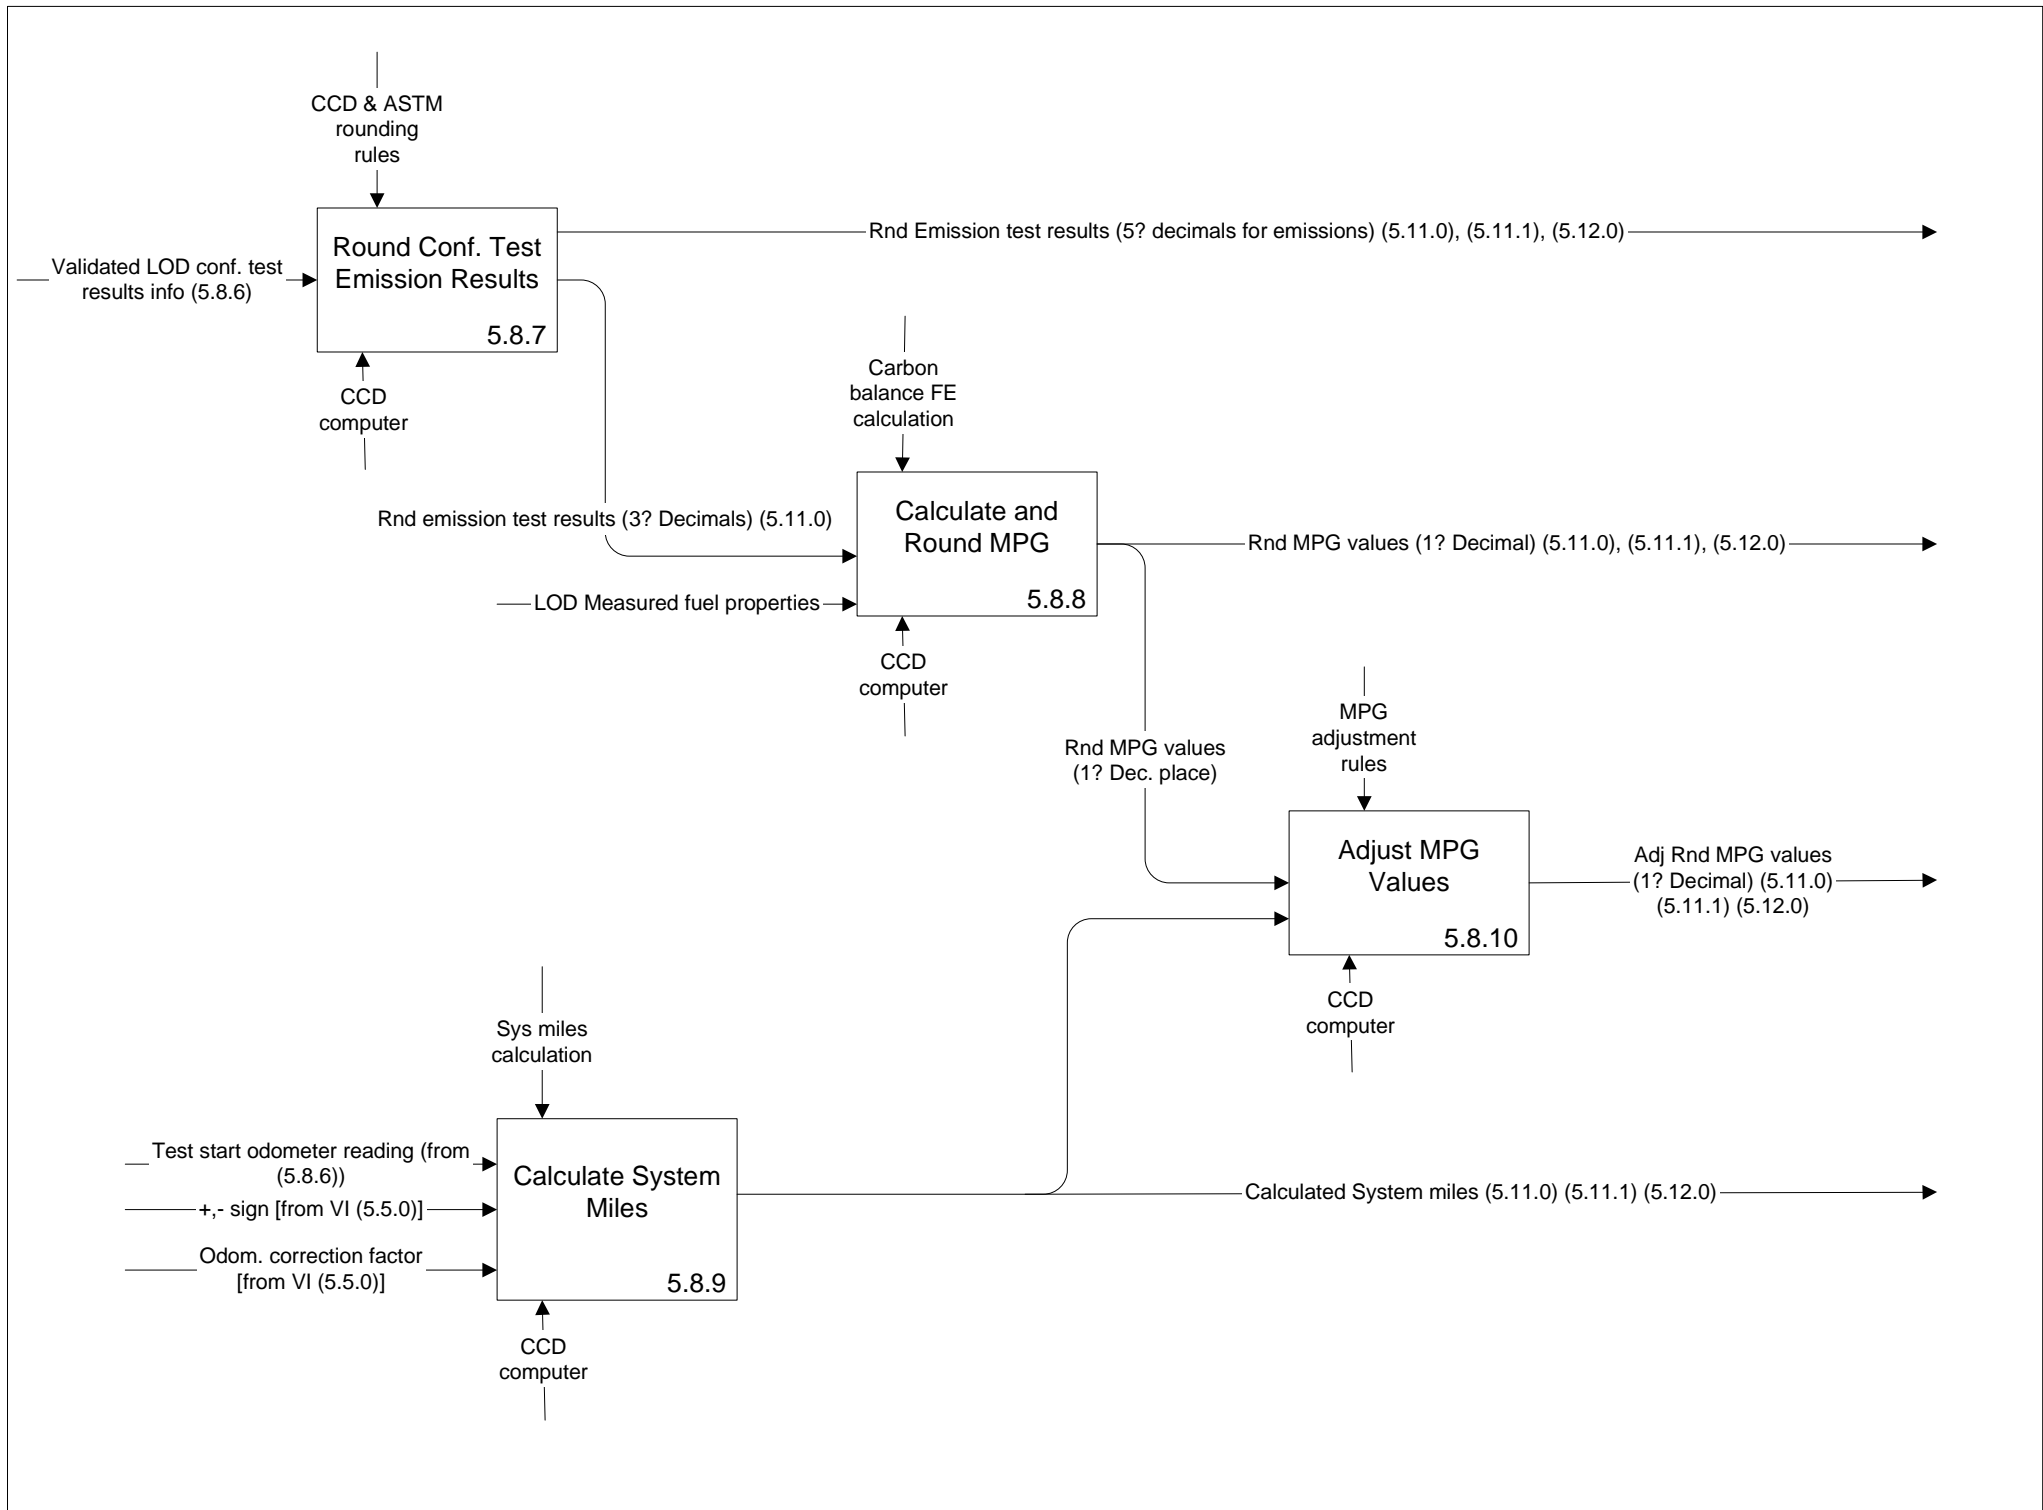 CCD & ASTM
rounding
rules
Round Conf. Test
Emission Results
5.8.7
Rnd Emission test results (5? decimals for emissions) (5.11.0), (5.11.1), (5.12.0)
Validated LOD conf. test
results info (5.8.6)
CCD
computer
Carbon
balance FE
calculation
Rnd emission test results (3? Decimals) (5.11.0)
Calculate and
Round MPG
5.8.8
Rnd MPG values (1? Decimal) (5.11.0), (5.11.1), (5.12.0)
LOD Measured fuel properties
CCD
computer
Rnd MPG values
(1? Dec. place)
MPG
adjustment
rules
Adjust MPG
Values
5.8.10
Adj Rnd MPG values
(1? Decimal) (5.11.0)
(5.11.1) (5.12.0)
CCD
computer
Sys miles
calculation
Test start odometer reading (from
(5.8.6))
+,- sign [from VI (5.5.0)]
Odom. correction factor
[from VI (5.5.0)]
Calculate System
Miles
5.8.9
Calculated System miles (5.11.0) (5.11.1) (5.12.0)
CCD
computer